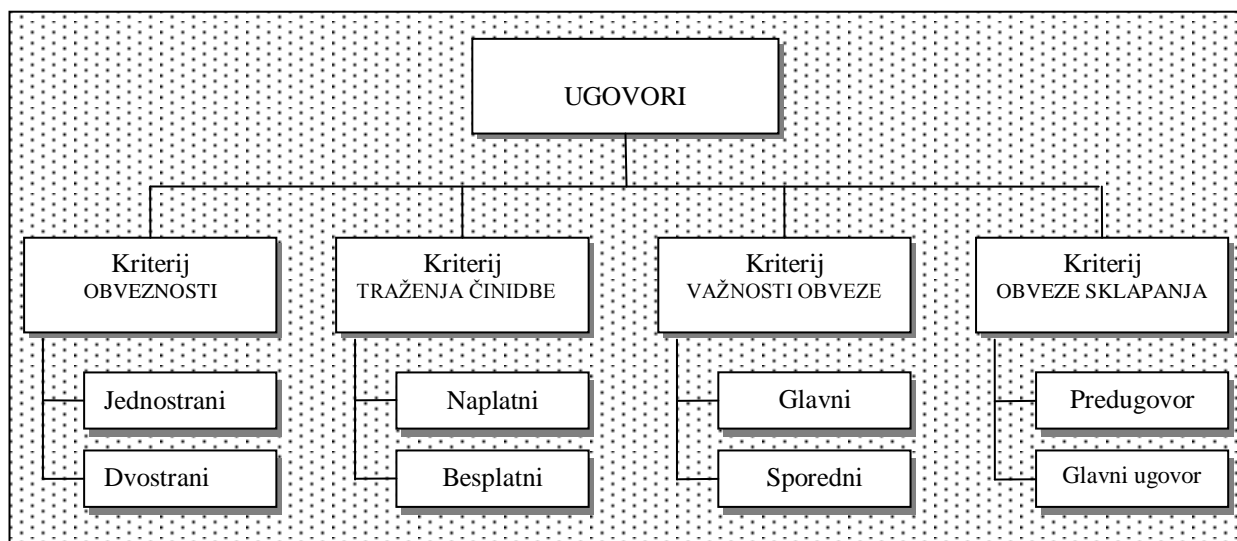 UGOVORI
Kriterij
OBVEZNOSTI
Kriterij
TRAŽENJA ČINIDBE
Kriterij
VAŽNOSTI OBVEZE
Kriterij
OBVEZE SKLAPANJA
Jednostrani
Dvostrani
Naplatni
Besplatni
Glavni
Sporedni
Predugovor
Glavni ugovor